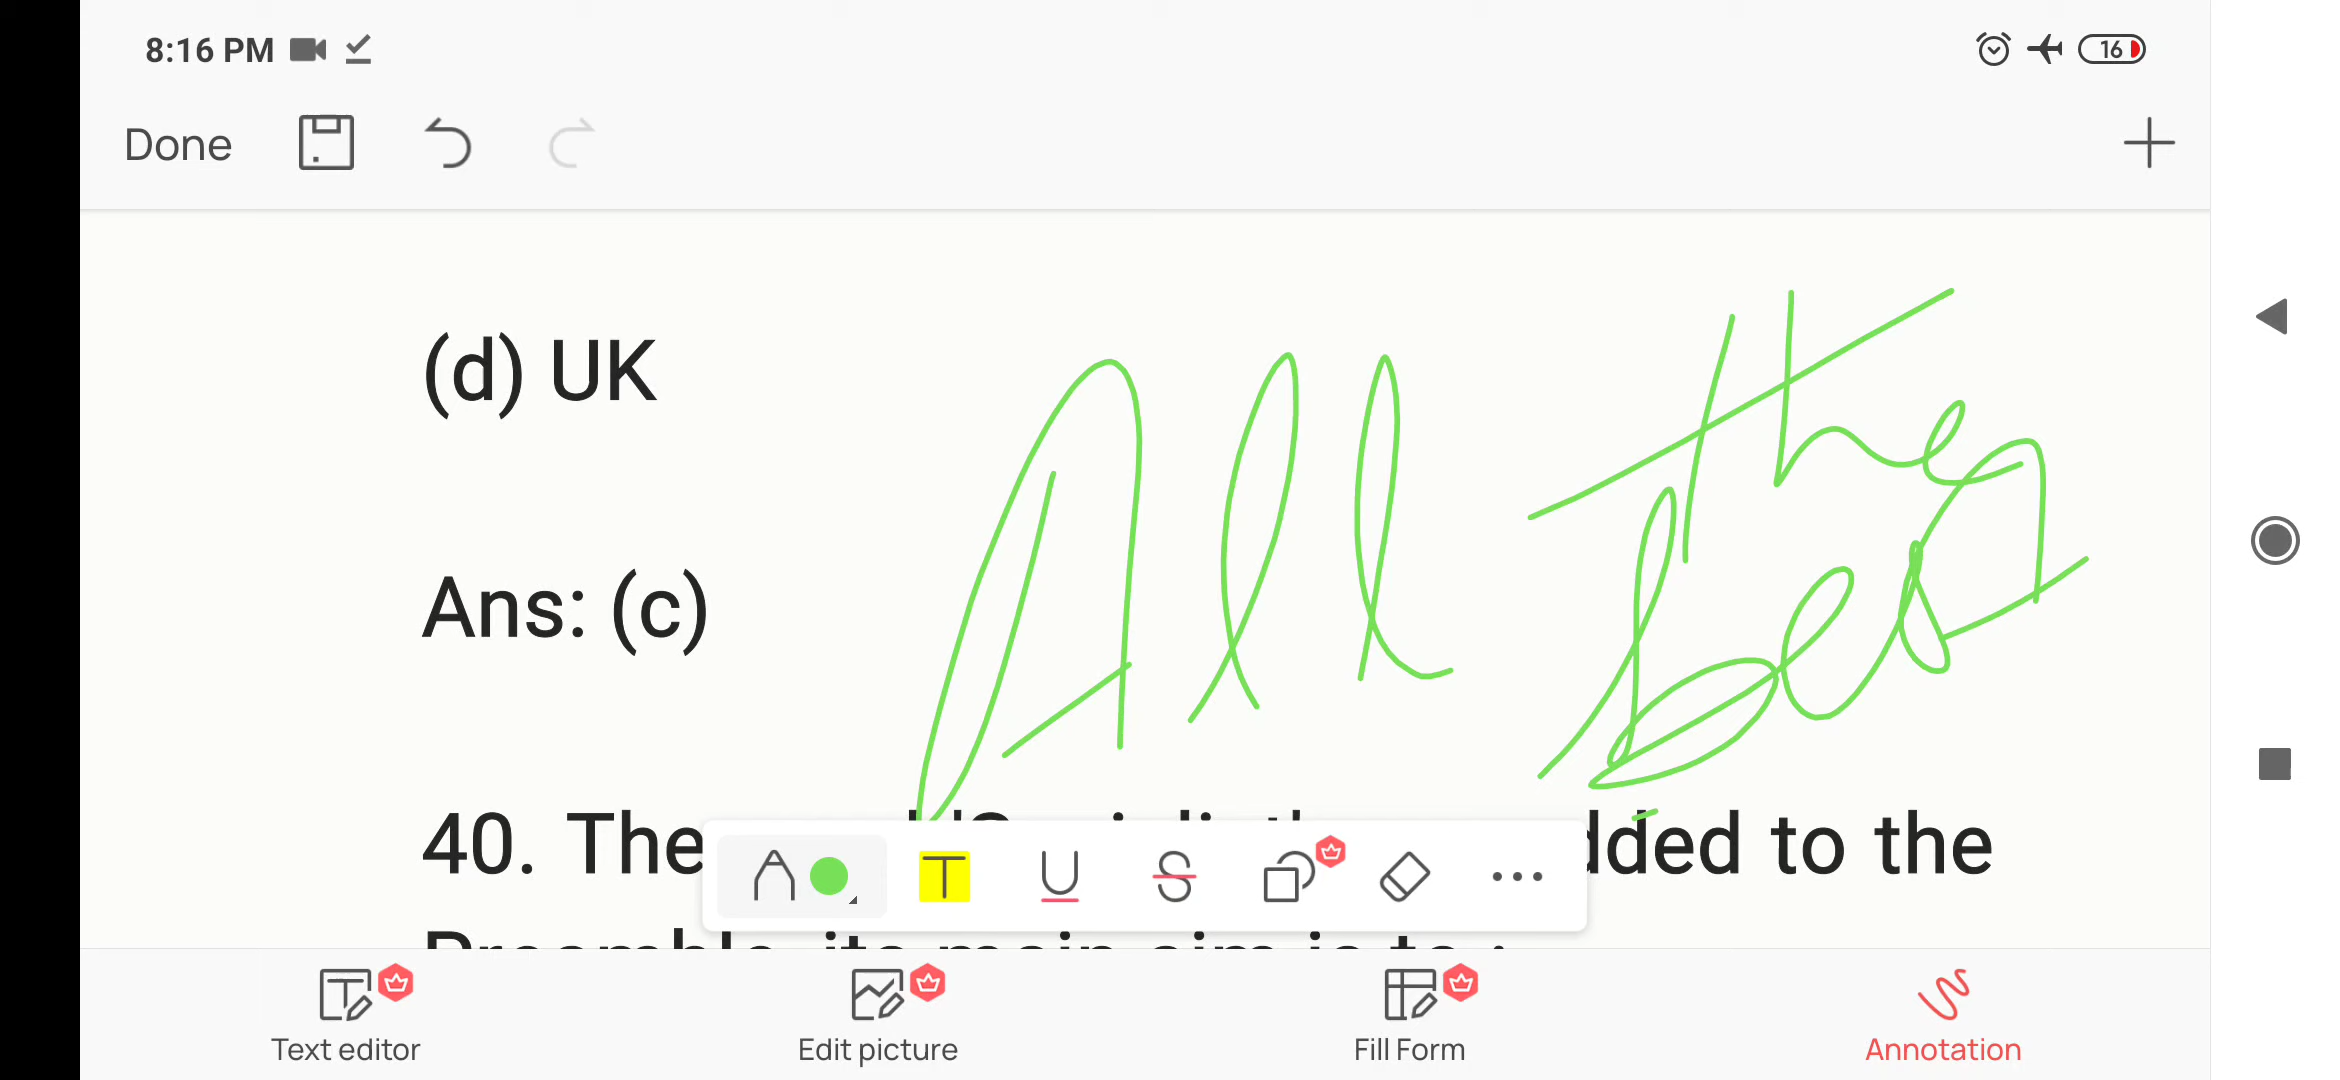 8:16 PM
16
Done
(d) UK
All the
best
Ans: (c)
40. The dded to the
T U S
Text editor
Edit picture
Fill Form
Annotation